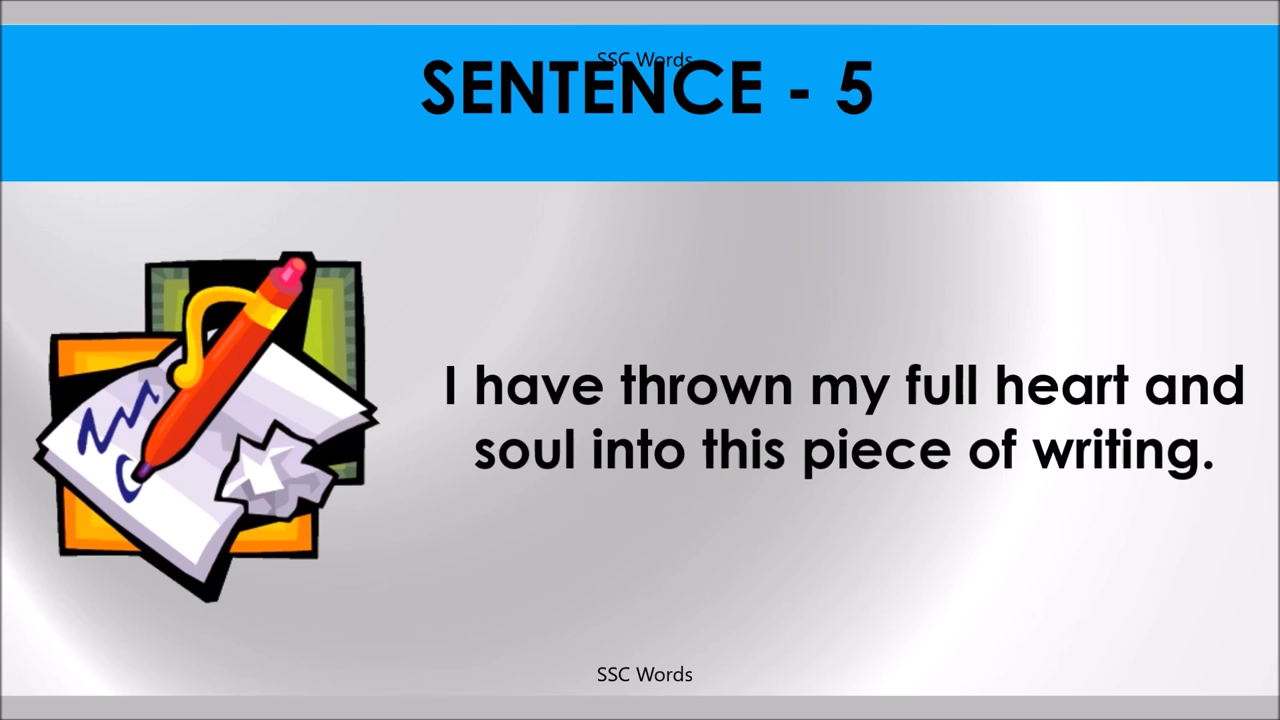 SSC Words
SENTENCE - 5
I have thrown my full heart and
soul into this piece of writing.
SSC Words